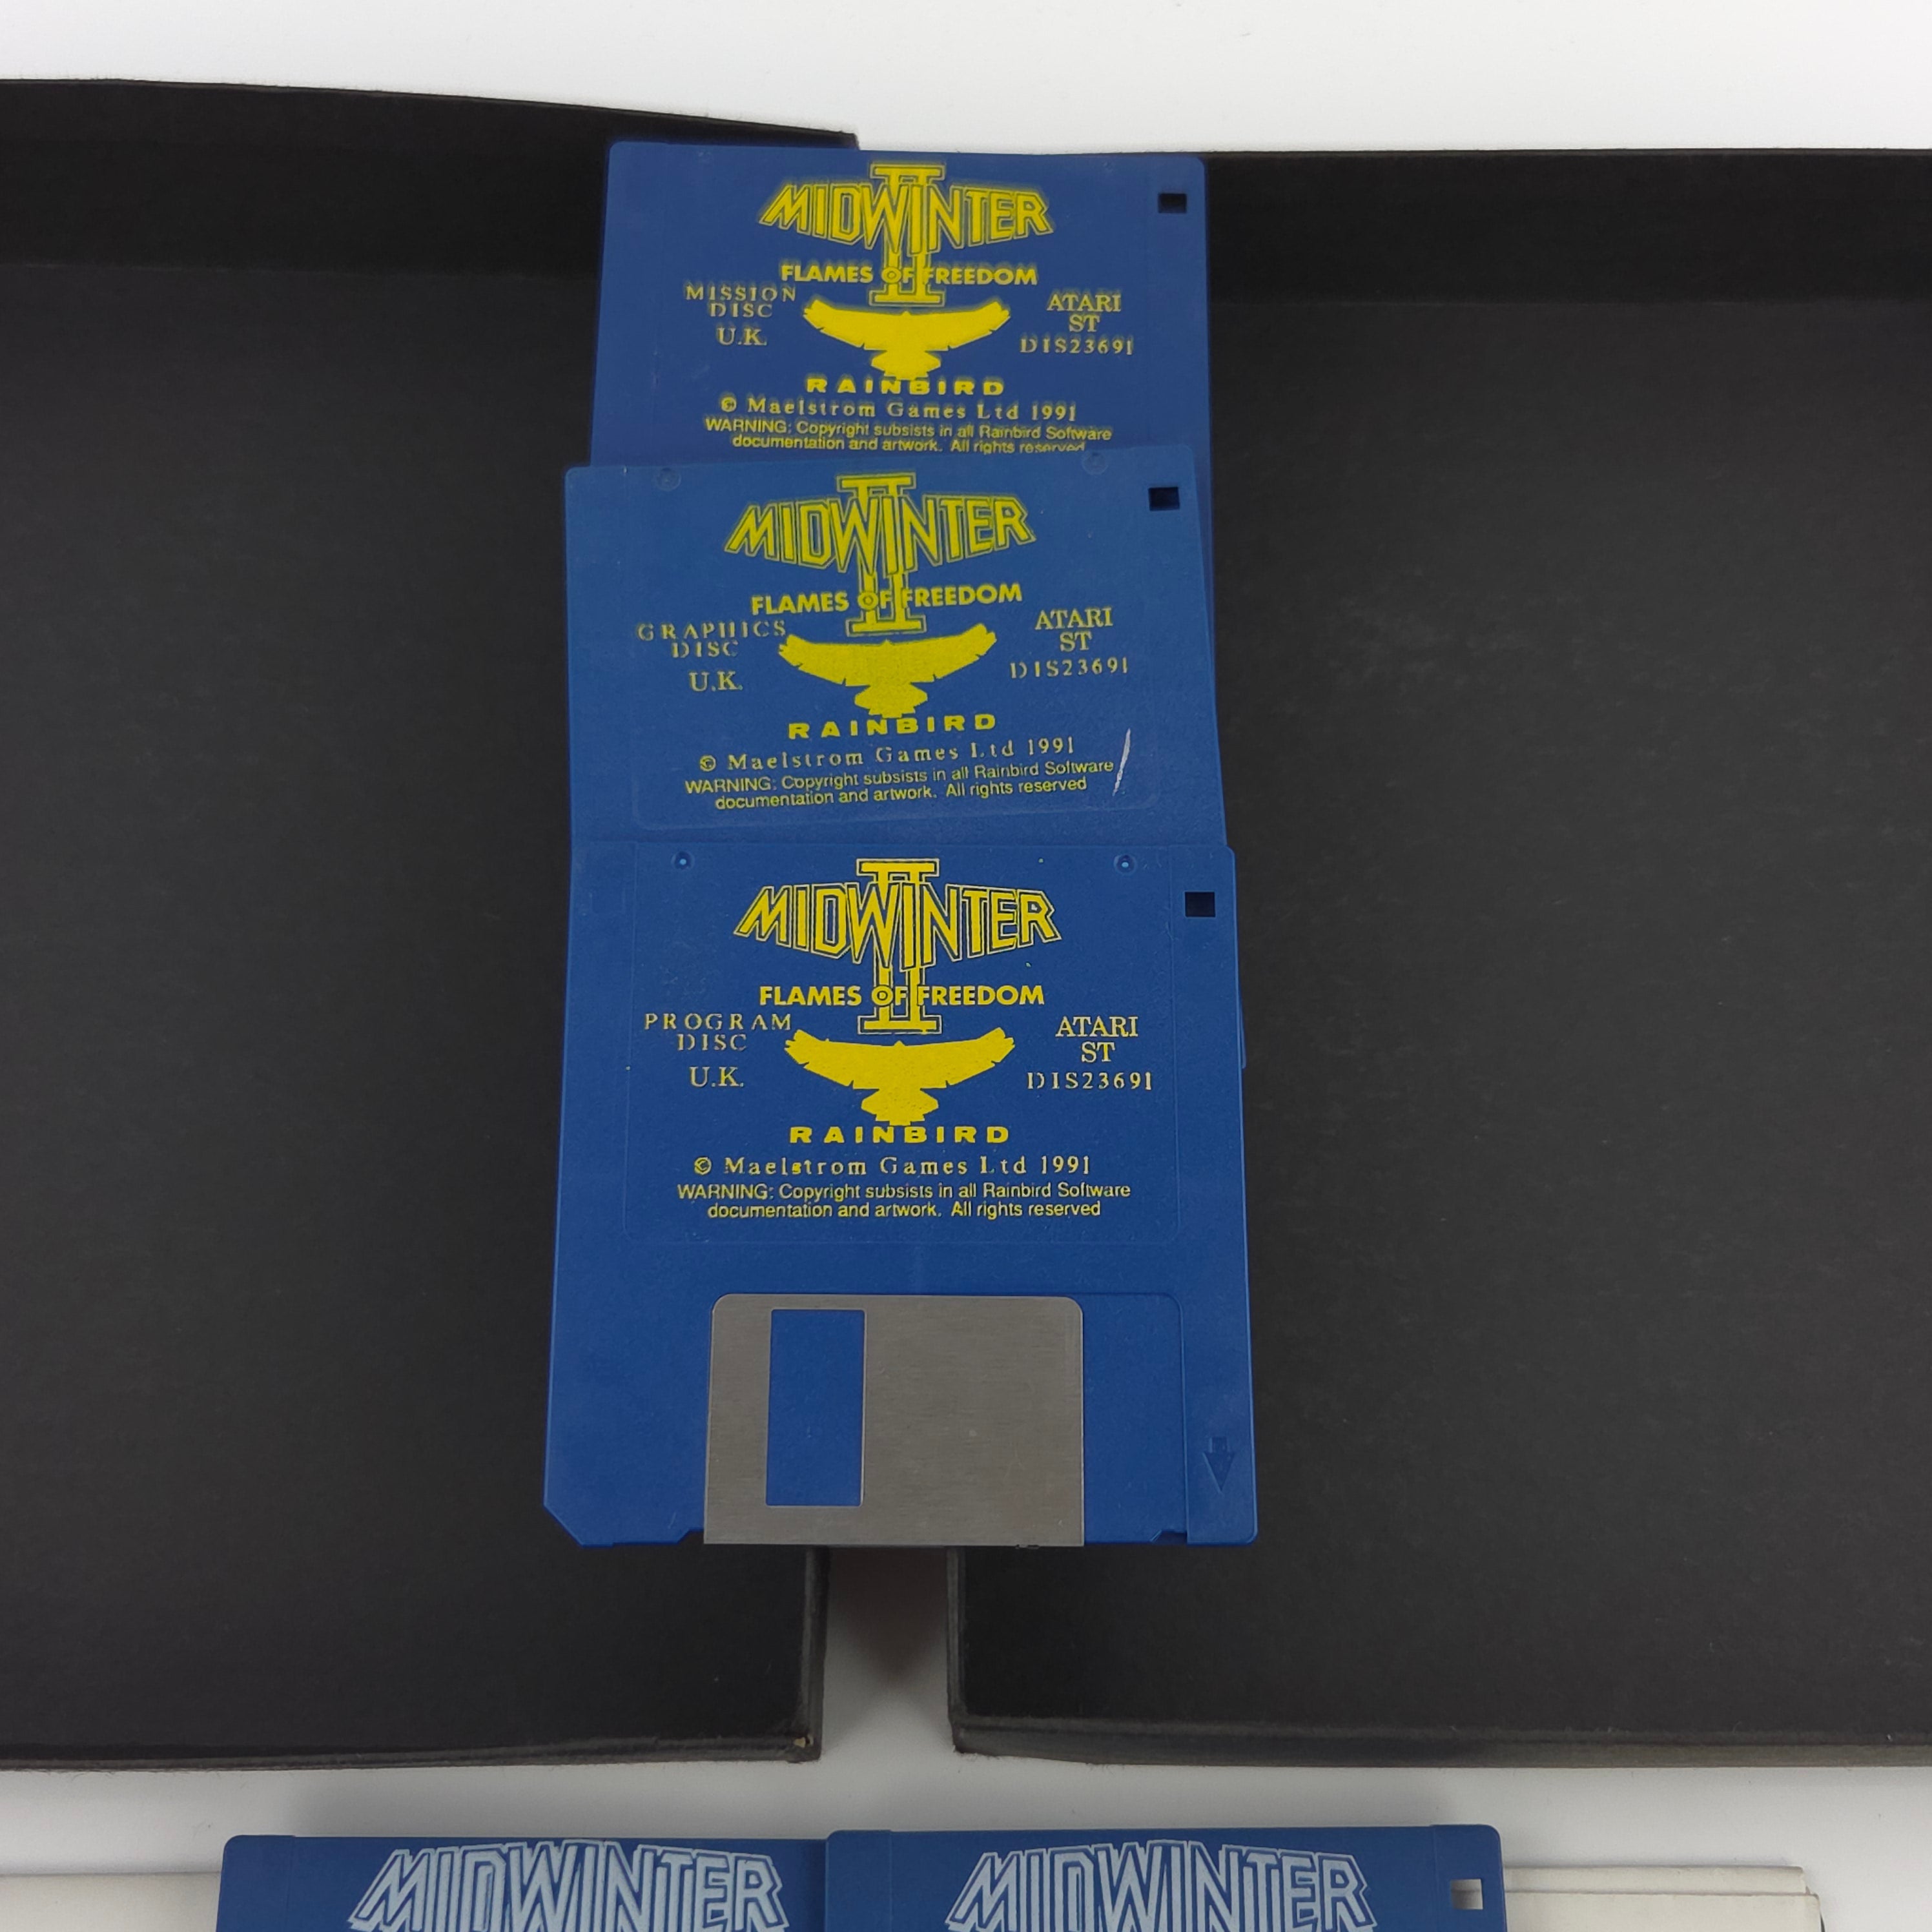 MIDWINTER
II
FLAMES OF FREEDOM
MISSION
DISC
U.K.
ATARI
ST
DIS23691
RAINBIRD
© Maelstrom Games Ltd 1991
WARNING: Copyright subsists in all Rainbird Software
documentation and artwork. All rights reserved
MIDWINTER
II
FLAMES OF FREEDOM
GRAPHICS
DISC
U.K.
ATARI
ST
DIS23691
RAINBIRD
© Maelstrom Games Ltd 1991
WARNING: Copyright subsists in all Rainbird Software
documentation and artwork. All rights reserved
MIDWINTER
II
FLAMES OF FREEDOM
PROGRAM
DISC
U.K.
ATARI
ST
DIS23691
RAINBIRD
© Maelstrom Games Ltd 1991
WARNING: Copyright subsists in all Rainbird Software
documentation and artwork. All rights reserved
MIDWINTER
MIDWINTER